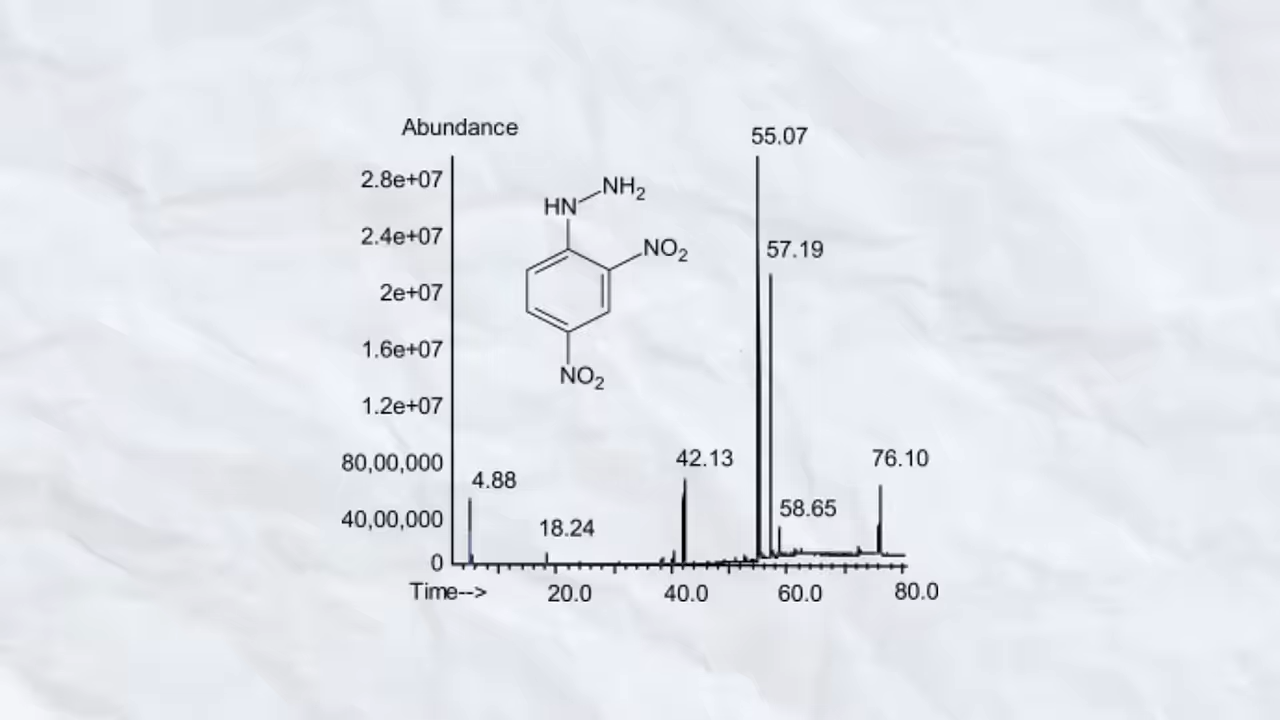 Abundance
55.07
2.8e+07
NH2
HN
2.4e+07
NO2
57.19
2e+07
1.6e+07
NO2
1.2e+07
80,00,000
42.13
76.10
4.88
40,00,000
18.24
58.65
0
Time--> 20.0 40.0 60.0 80.0